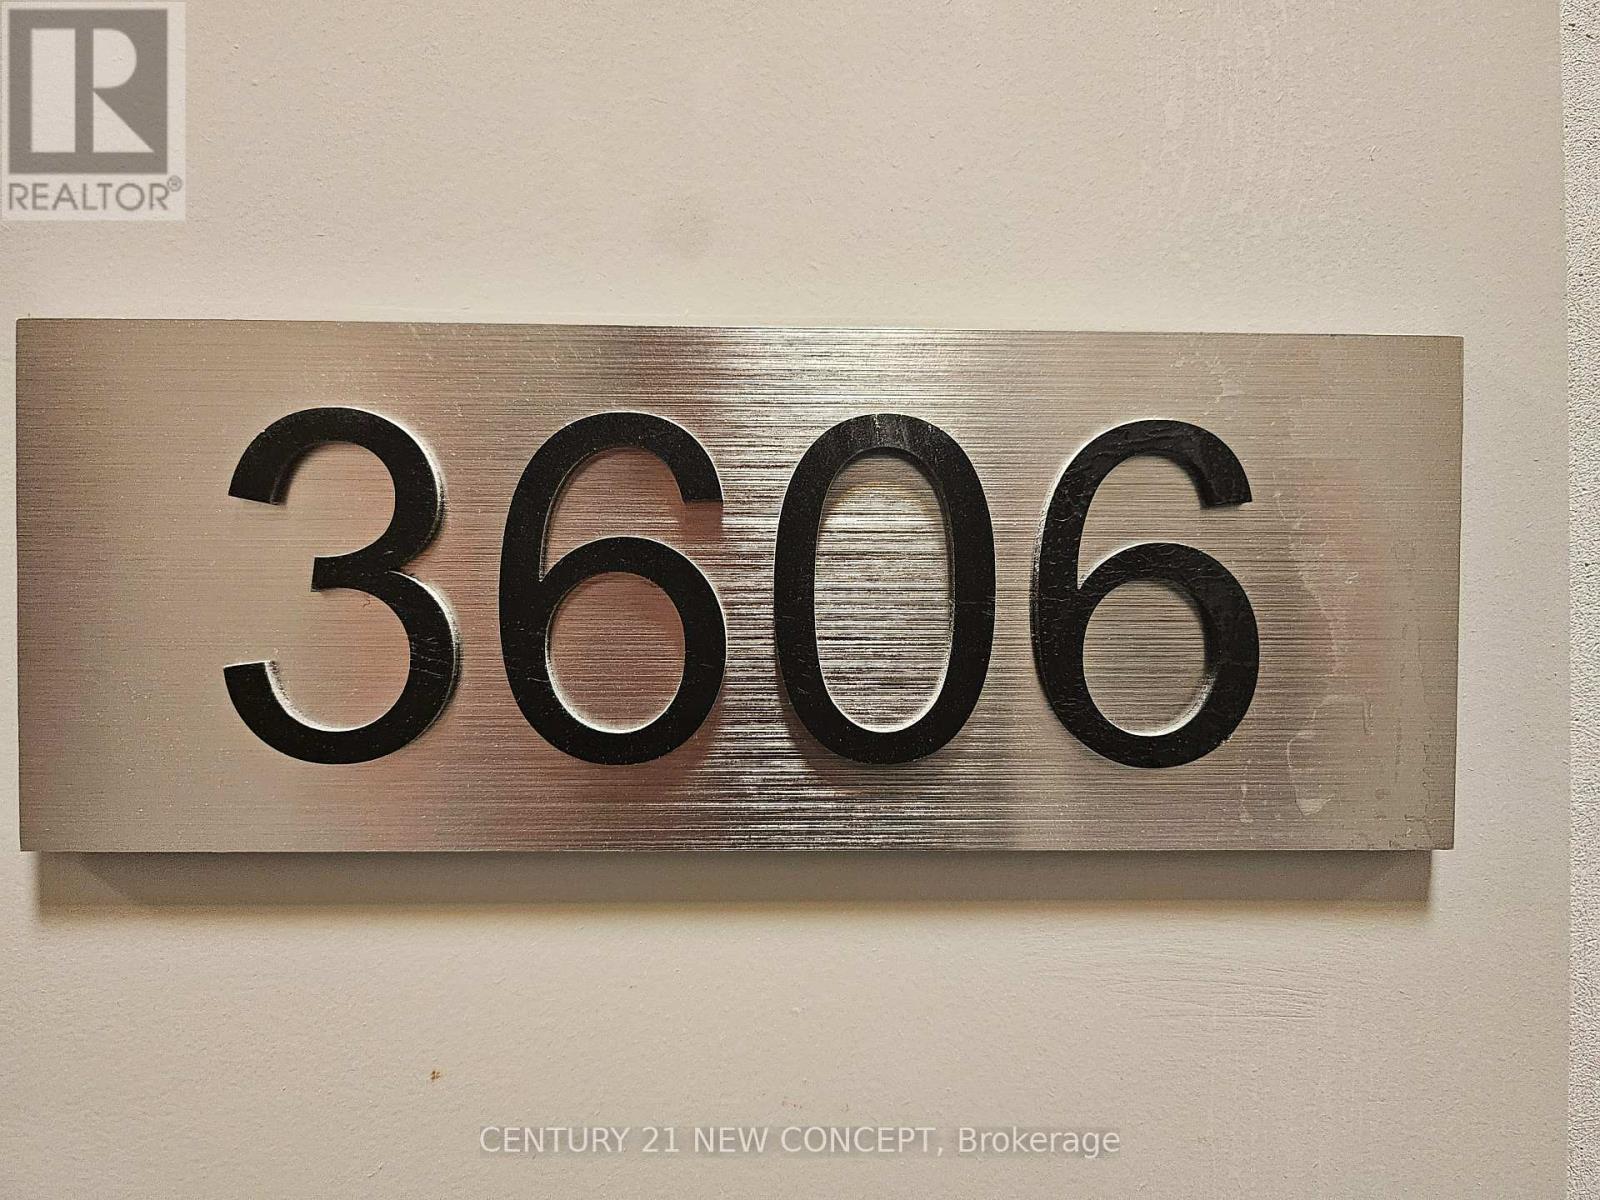 R
REALTOR®
3606
CENTURY 21 NEW CONCEPT, Brokerage